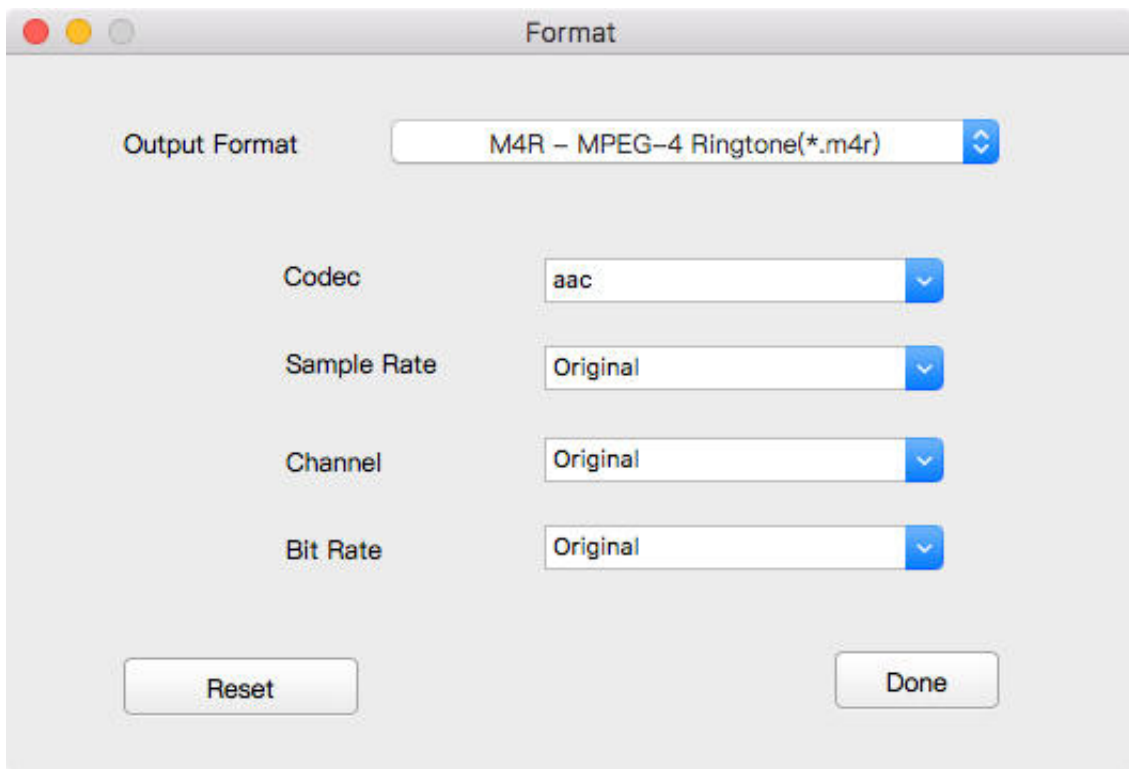 Format
Output Format M4R – MPEG–4 Ringtone(*.m4r)
Codec aac
Sample Rate Original
Channel Original
Bit Rate Original
Reset Done